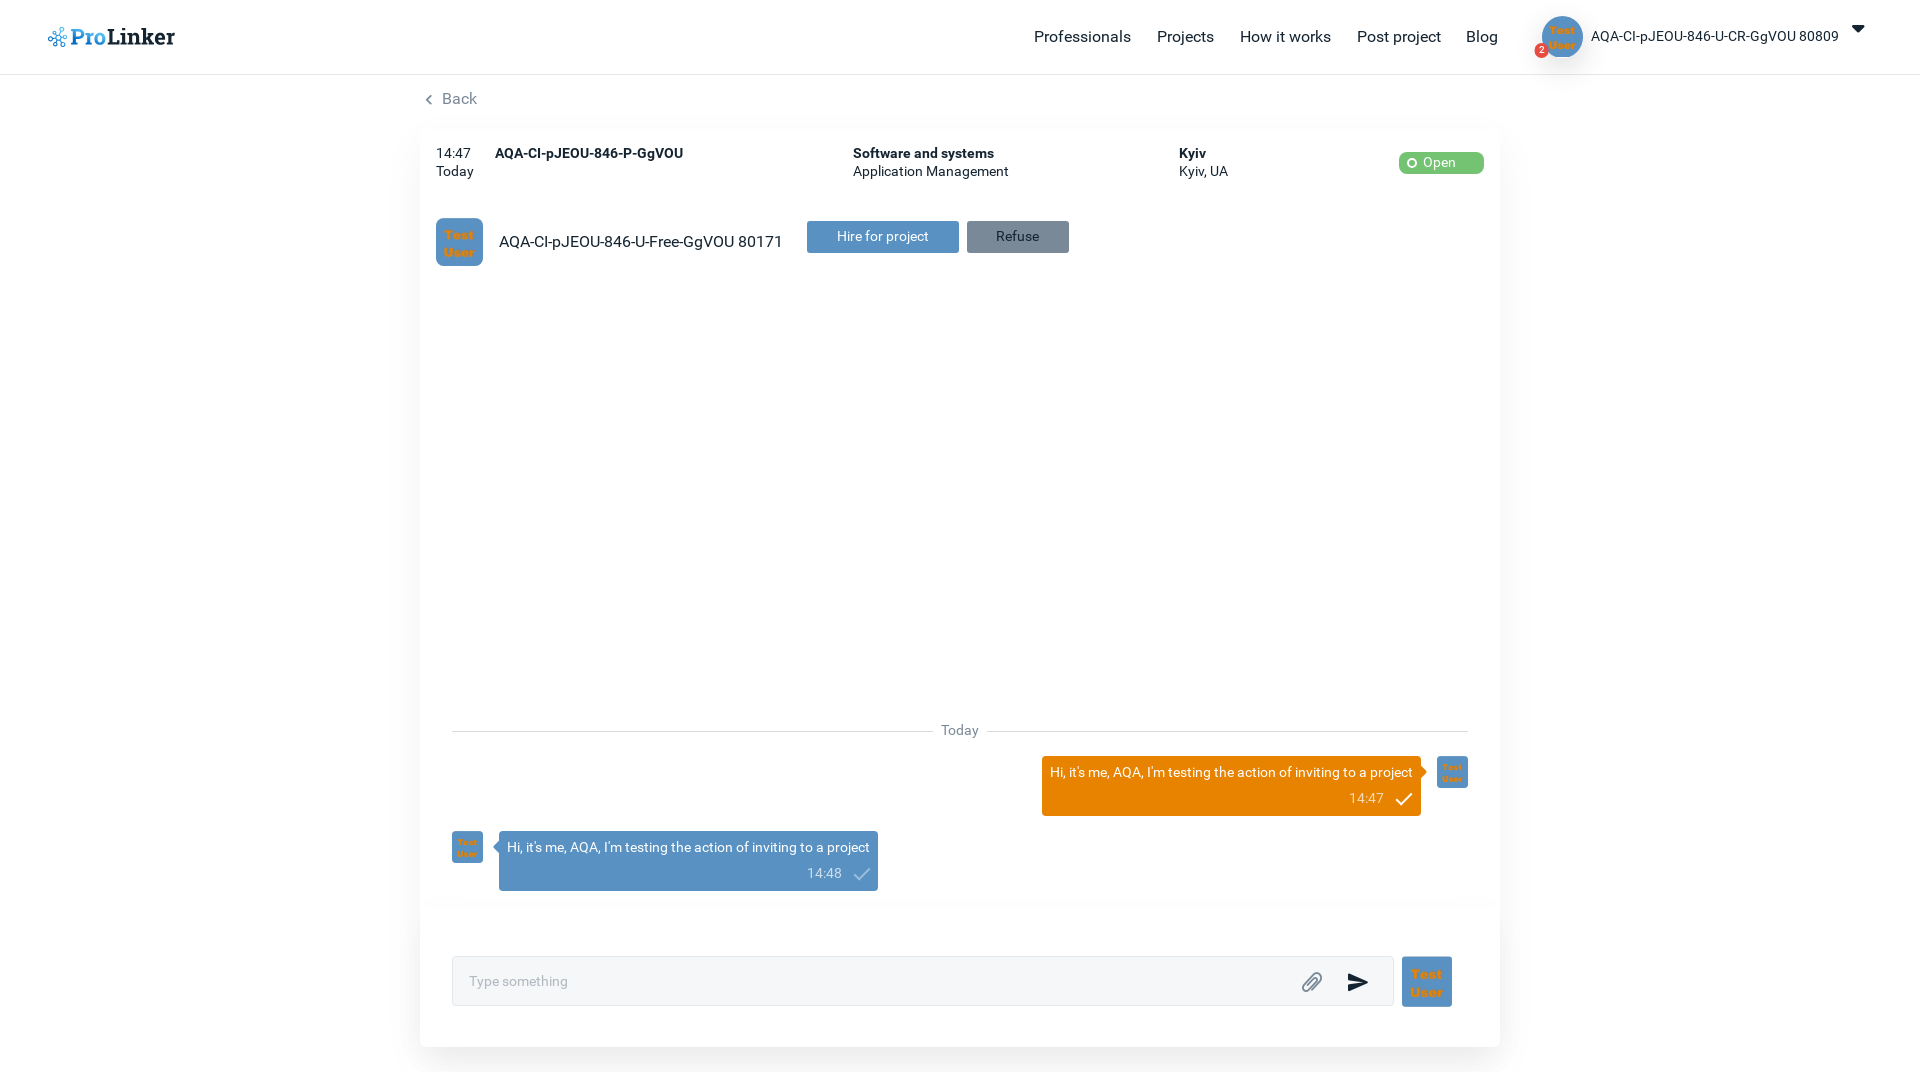 ProLinker
Professionals
Projects
How it works
Post project
Blog
Test
User
2
AQA-CI-pJEOU-846-U-CR-GgVOU 80809
Back
14:47
Today
AQA-CI-pJEOU-846-P-GgVOU
Software and systems
Application Management
Kyiv
Kyiv, UA
Open
Test
User
AQA-CI-pJEOU-846-U-Free-GgVOU 80171
Hire for project
Refuse
Today
Hi, it's me, AQA, I'm testing the action of inviting to a project
14:47
Test
User
Test
User
Hi, it's me, AQA, I'm testing the action of inviting to a project
14:48
Type something
Test
User